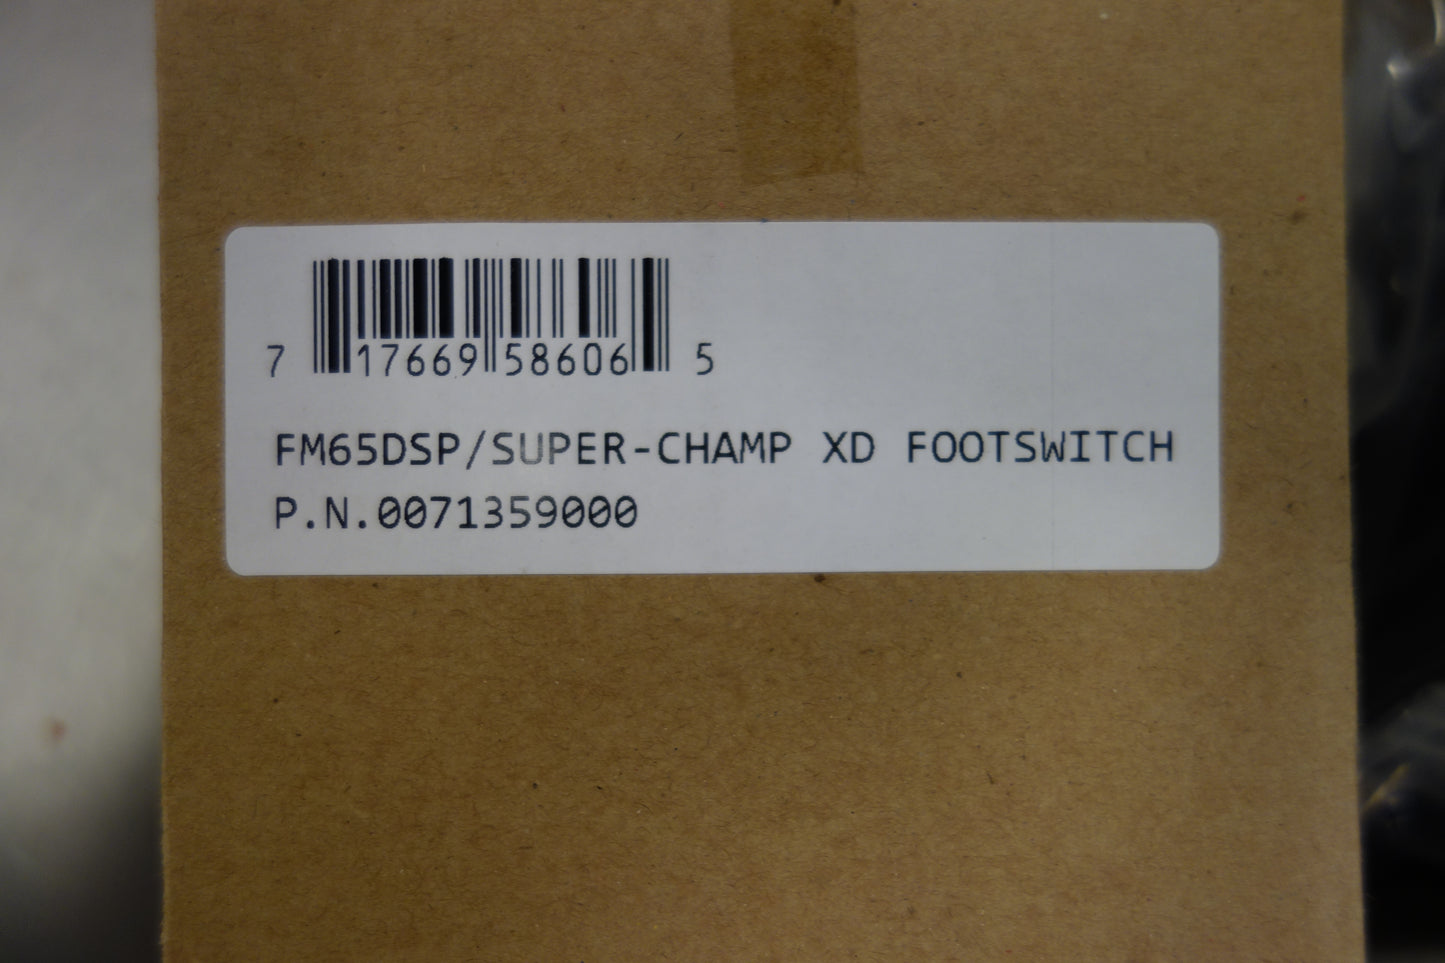 7 17669 58606 5
FM65DSP/SUPER-CHAMP XD FOOTSWITCH
P.N.0071359000